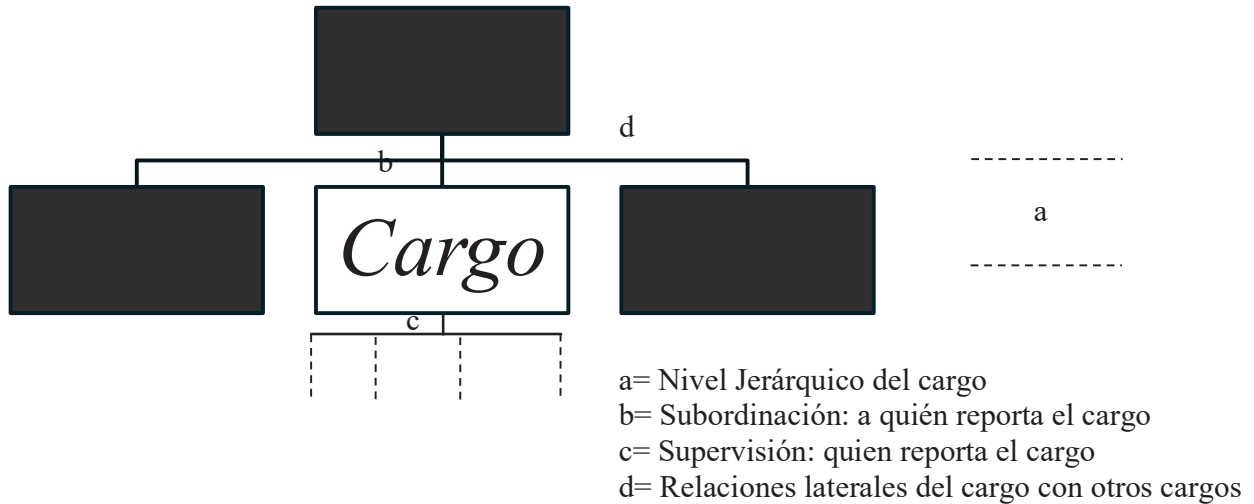 d
b
a
Cargo
c
a= Nivel Jerárquico del cargo
b= Subordinación: a quién reporta el cargo
c= Supervisión: quien reporta el cargo
d= Relaciones laterales del cargo con otros cargos